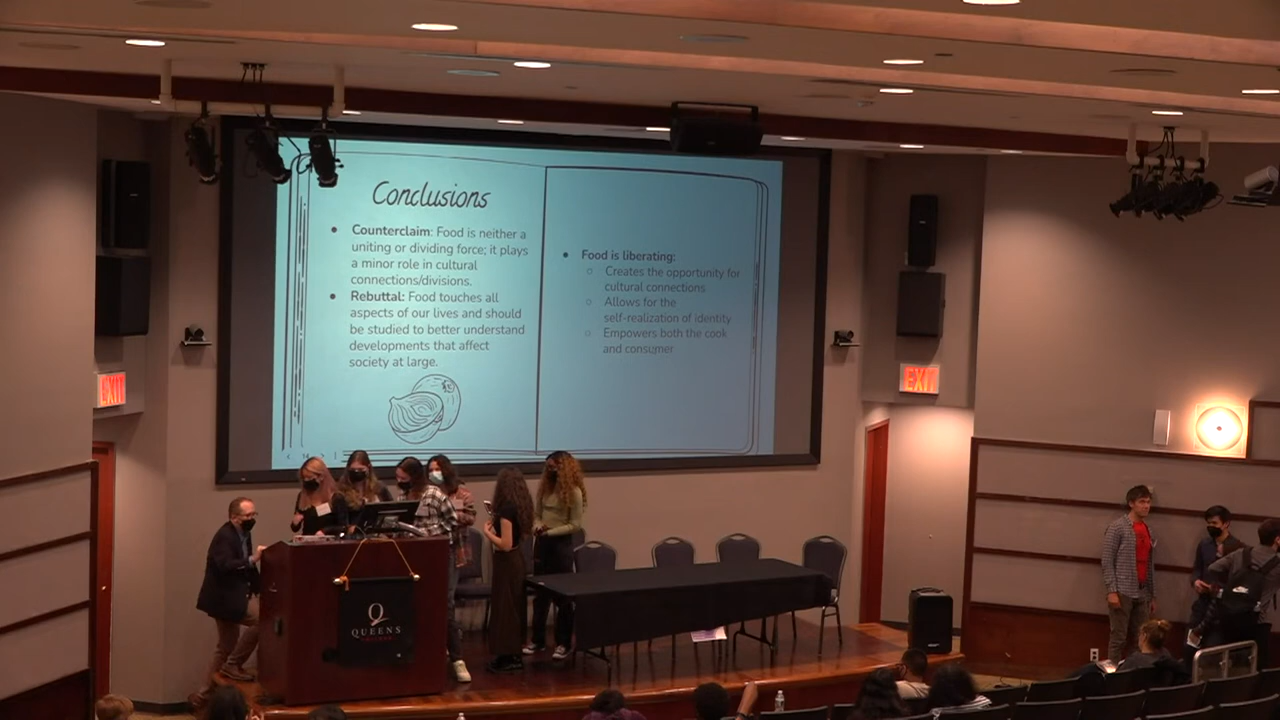 Conclusions
Counterclaim: Food is neither a
uniting or dividing force; it plays
a minor role in cultural
connections/divisions.
Rebuttal: Food touches all
aspects of our lives and should
be studied to better understand
developments that affect
society at large.
Food is liberating:
Creates the opportunity for
cultural connections
Allows for the
self-realization of identity
Empowers both the cook
and consumer
EXIT
EXIT
Q
QUEENS